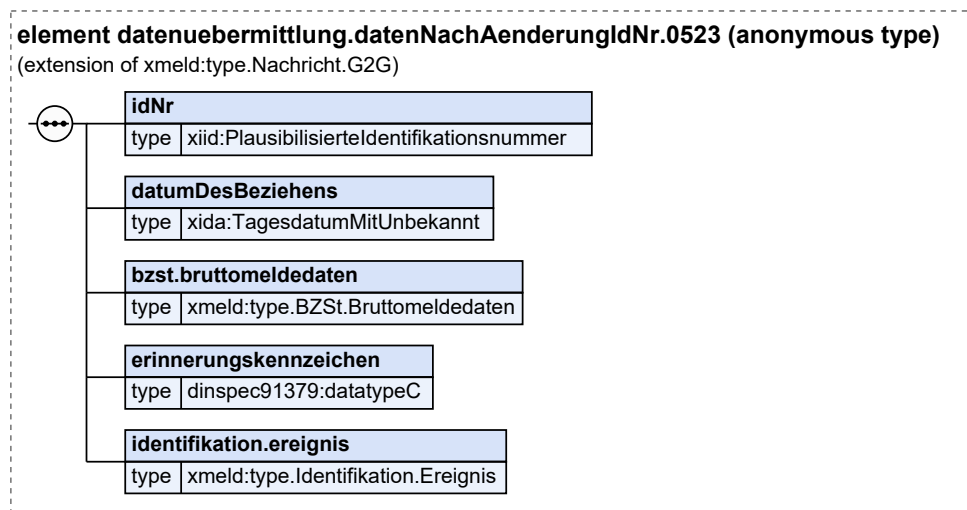 element datenuebermittlung.datenNachAenderungIdNr.0523 (anonymous type)
(extension of xmeld:type.Nachricht.G2G)
idNr
type xiid:PlausibilisierteIdentifikationsnummer
datumDesBeziehens
type xida:TagesdatumMitUnbekannt
bzst.bruttomeldedaten
type xmeld:type.BZSt.Bruttomeldedaten
erinnerungskennzeichen
type dinspec91379:datatypeC
identifikation.ereignis
type xmeld:type.Identifikation.Ereignis